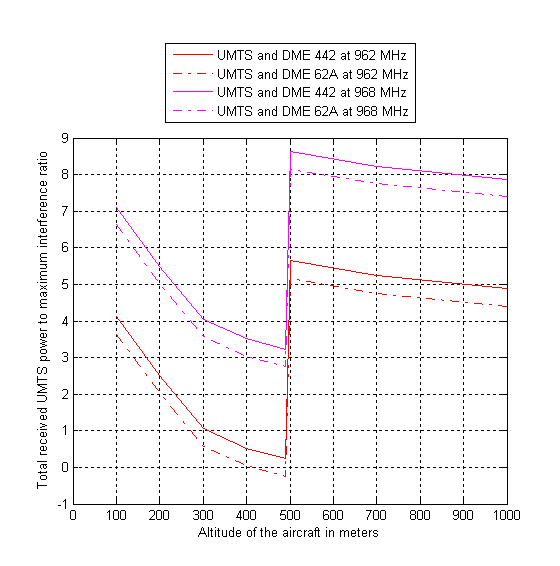 UMTS and DME 442 at 962 MHz
UMTS and DME 62A at 962 MHz
UMTS and DME 442 at 968 MHz
UMTS and DME 62A at 968 MHz
Total received UMTS power to maximum interference ratio
9
8
7
6
5
4
3
2
1
0
-1
0 100 200 300 400 500 600 700 800 900 1000
Altitude of the aircraft in meters